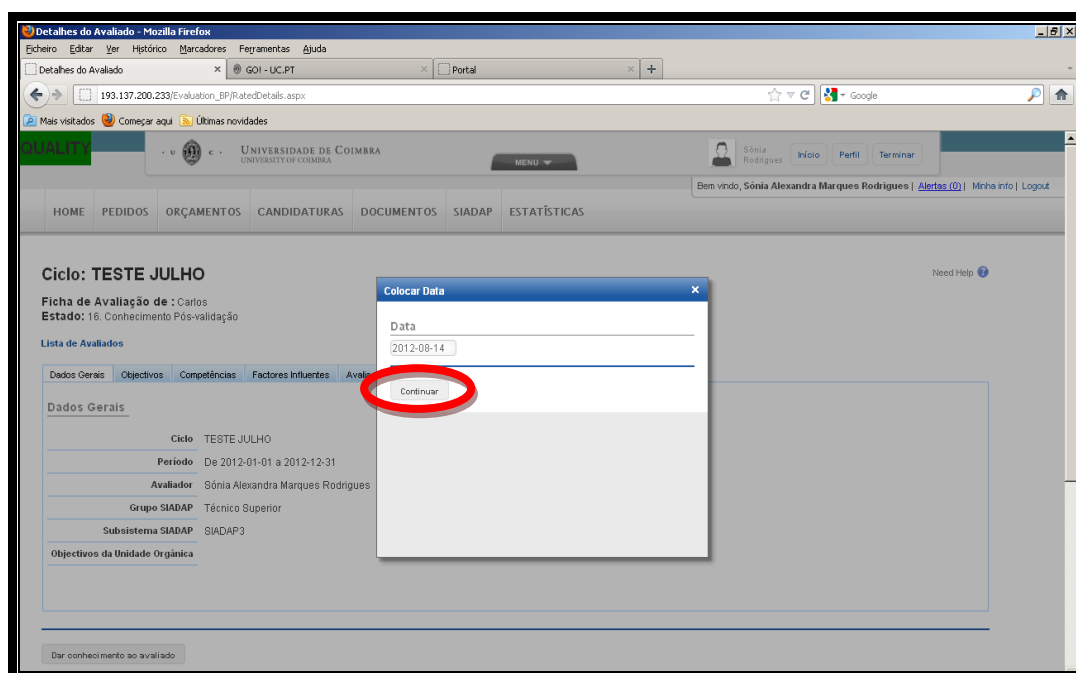 Detalhes do Avaliado - Mozilla Firefox
Ficheiro Editar Ver Histórico Marcadores Ferramentas Ajuda
Detalhes do Avaliado × GO! - UC.PT × Portal × +
193.137.200.233/Evaluation_BP/RatedDetails.aspx Google
Mais visitados Começar aqui Últimas novidades
QUALITY
· U C · UNIVERSIDADE DE COIMBRA
UNIVERSITY OF COIMBRA
MENU
Sónia Rodrigues Início Perfil Terminar
Bem vindo, Sónia Alexandra Marques Rodrigues | Alertas (0) | Minha info | Logout
HOME PEDIDOS ORÇAMENTOS CANDIDATURAS DOCUMENTOS SIADAP ESTATÍSTICAS
Ciclo: TESTE JULHO
Need Help ?
Ficha de Avaliação de : Carlos
Estado: 16. Conhecimento Pós-validação
Lista de Avaliados
Dados Gerais Objectivos Competências Factores Influentes
Dados Gerais
Ciclo TESTE JULHO
Período De 2012-01-01 a 2012-12-31
Avaliador Sónia Alexandra Marques Rodrigues
Grupo SIADAP Técnico Superior
Subsistema SIADAP SIADAP3
Objectivos da Unidade Orgánica
Dar conhecimento ao avaliado
Colocar Data ×
Data
2012-08-14
Continuar